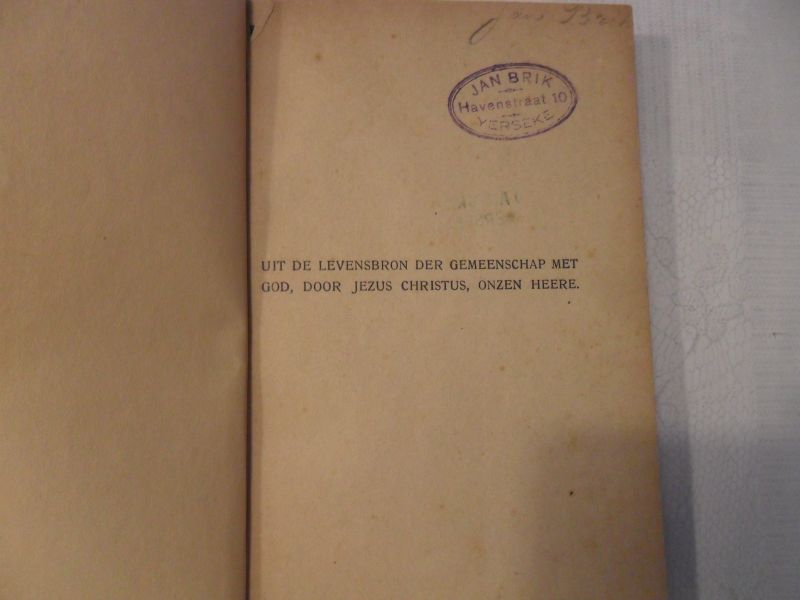 JAN BRIK
Havenstraat 10
YERSEKE
UIT DE LEVENSBRON DER GEMEENSCHAP MET
GOD, DOOR JEZUS CHRISTUS, ONZEN HEERE.